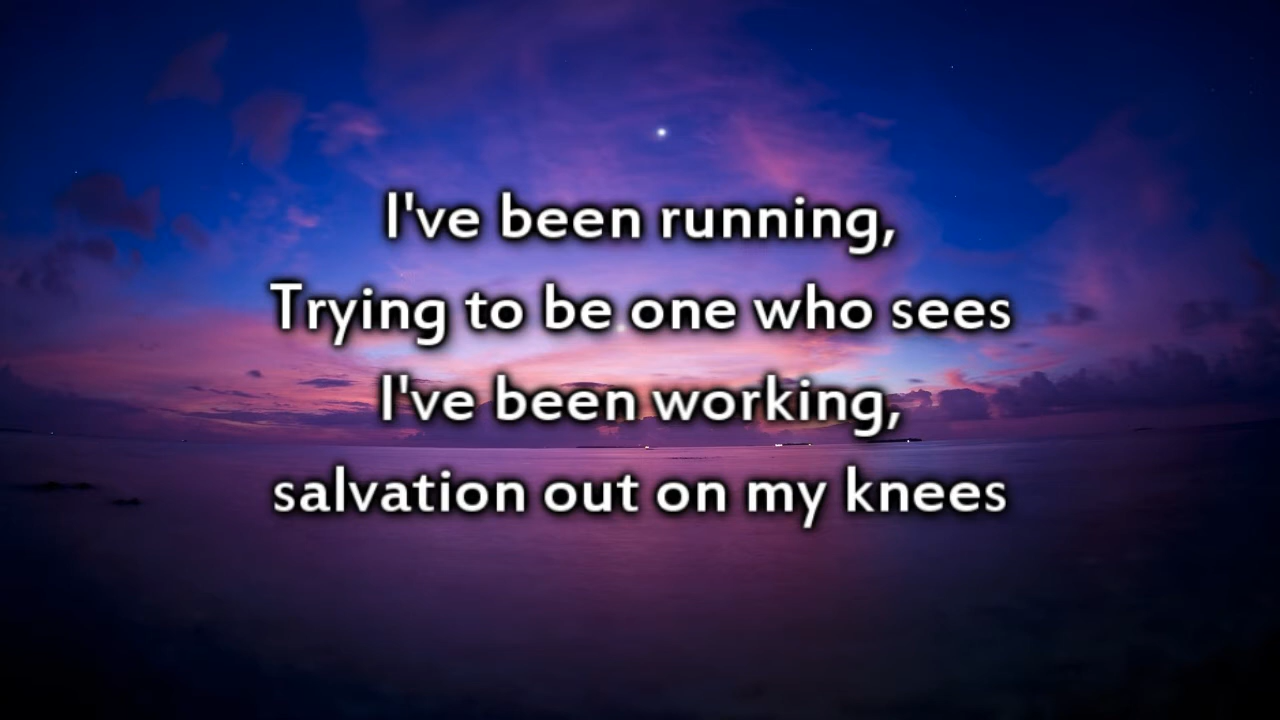 I've been running,
Trying to be one who sees
I've been working,
salvation out on my knees